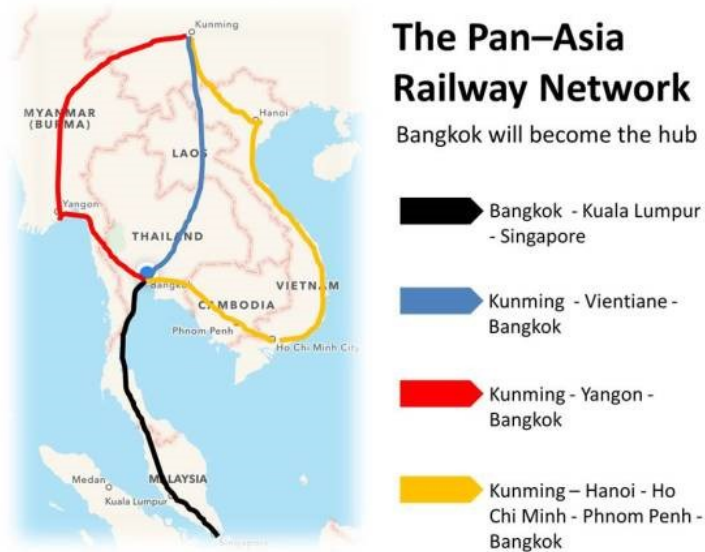 The Pan–Asia
Railway Network
Bangkok will become the hub
Bangkok - Kuala Lumpur
- Singapore
Kunming - Vientiane -
Bangkok
Kunming - Yangon -
Bangkok
Kunming – Hanoi - Ho
Chi Minh - Phnom Penh -
Bangkok
Kunming
MYANMAR
(BURMA)
Hanoi
LAOS
Yangon
THAILAND
Bangkok
VIETNAM
CAMBODIA
Phnom Penh
Ho Chi Minh City
Medan
MALAYSIA
Kuala Lumpur
Singapore